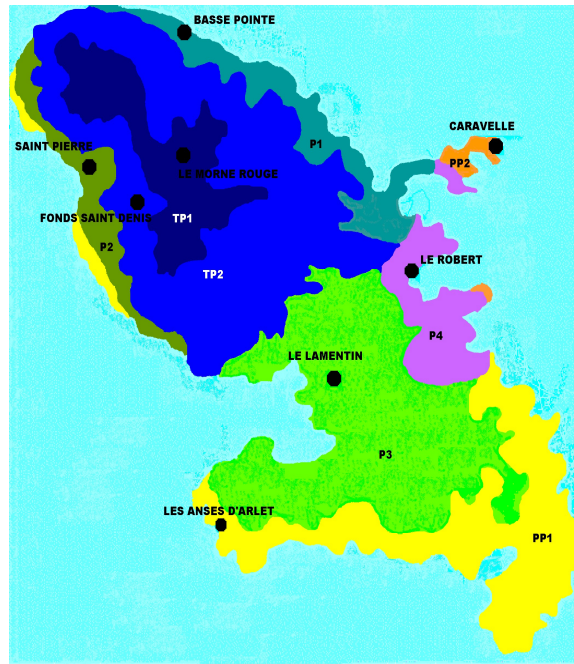 BASSE POINTE
CARAVELLE
P1
SAINT PIERRE
PP2
LE MORNE ROUGE
FONDS SAINT DENIS
TP1
P2
LE ROBERT
TP2
P4
LE LAMENTIN
P3
LES ANSES D'ARLET
PP1